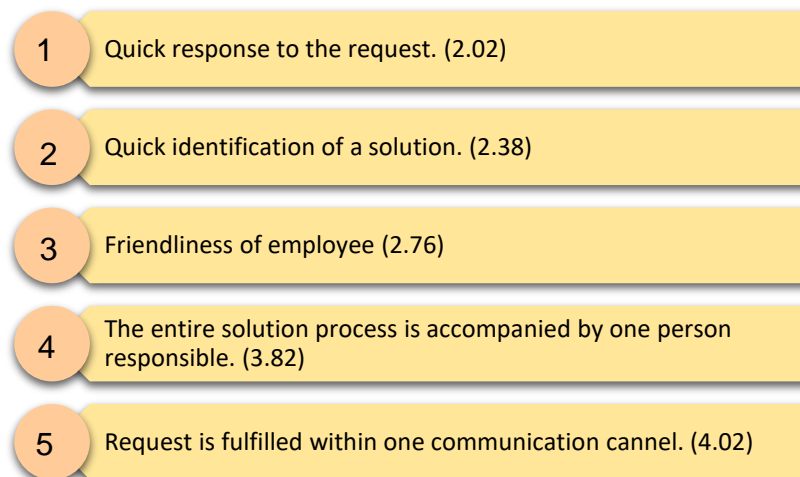 1
Quick response to the request. (2.02)
2
Quick identification of a solution. (2.38)
3
Friendliness of employee (2.76)
4
The entire solution process is accompanied by one person
responsible. (3.82)
5
Request is fulfilled within one communication cannel. (4.02)